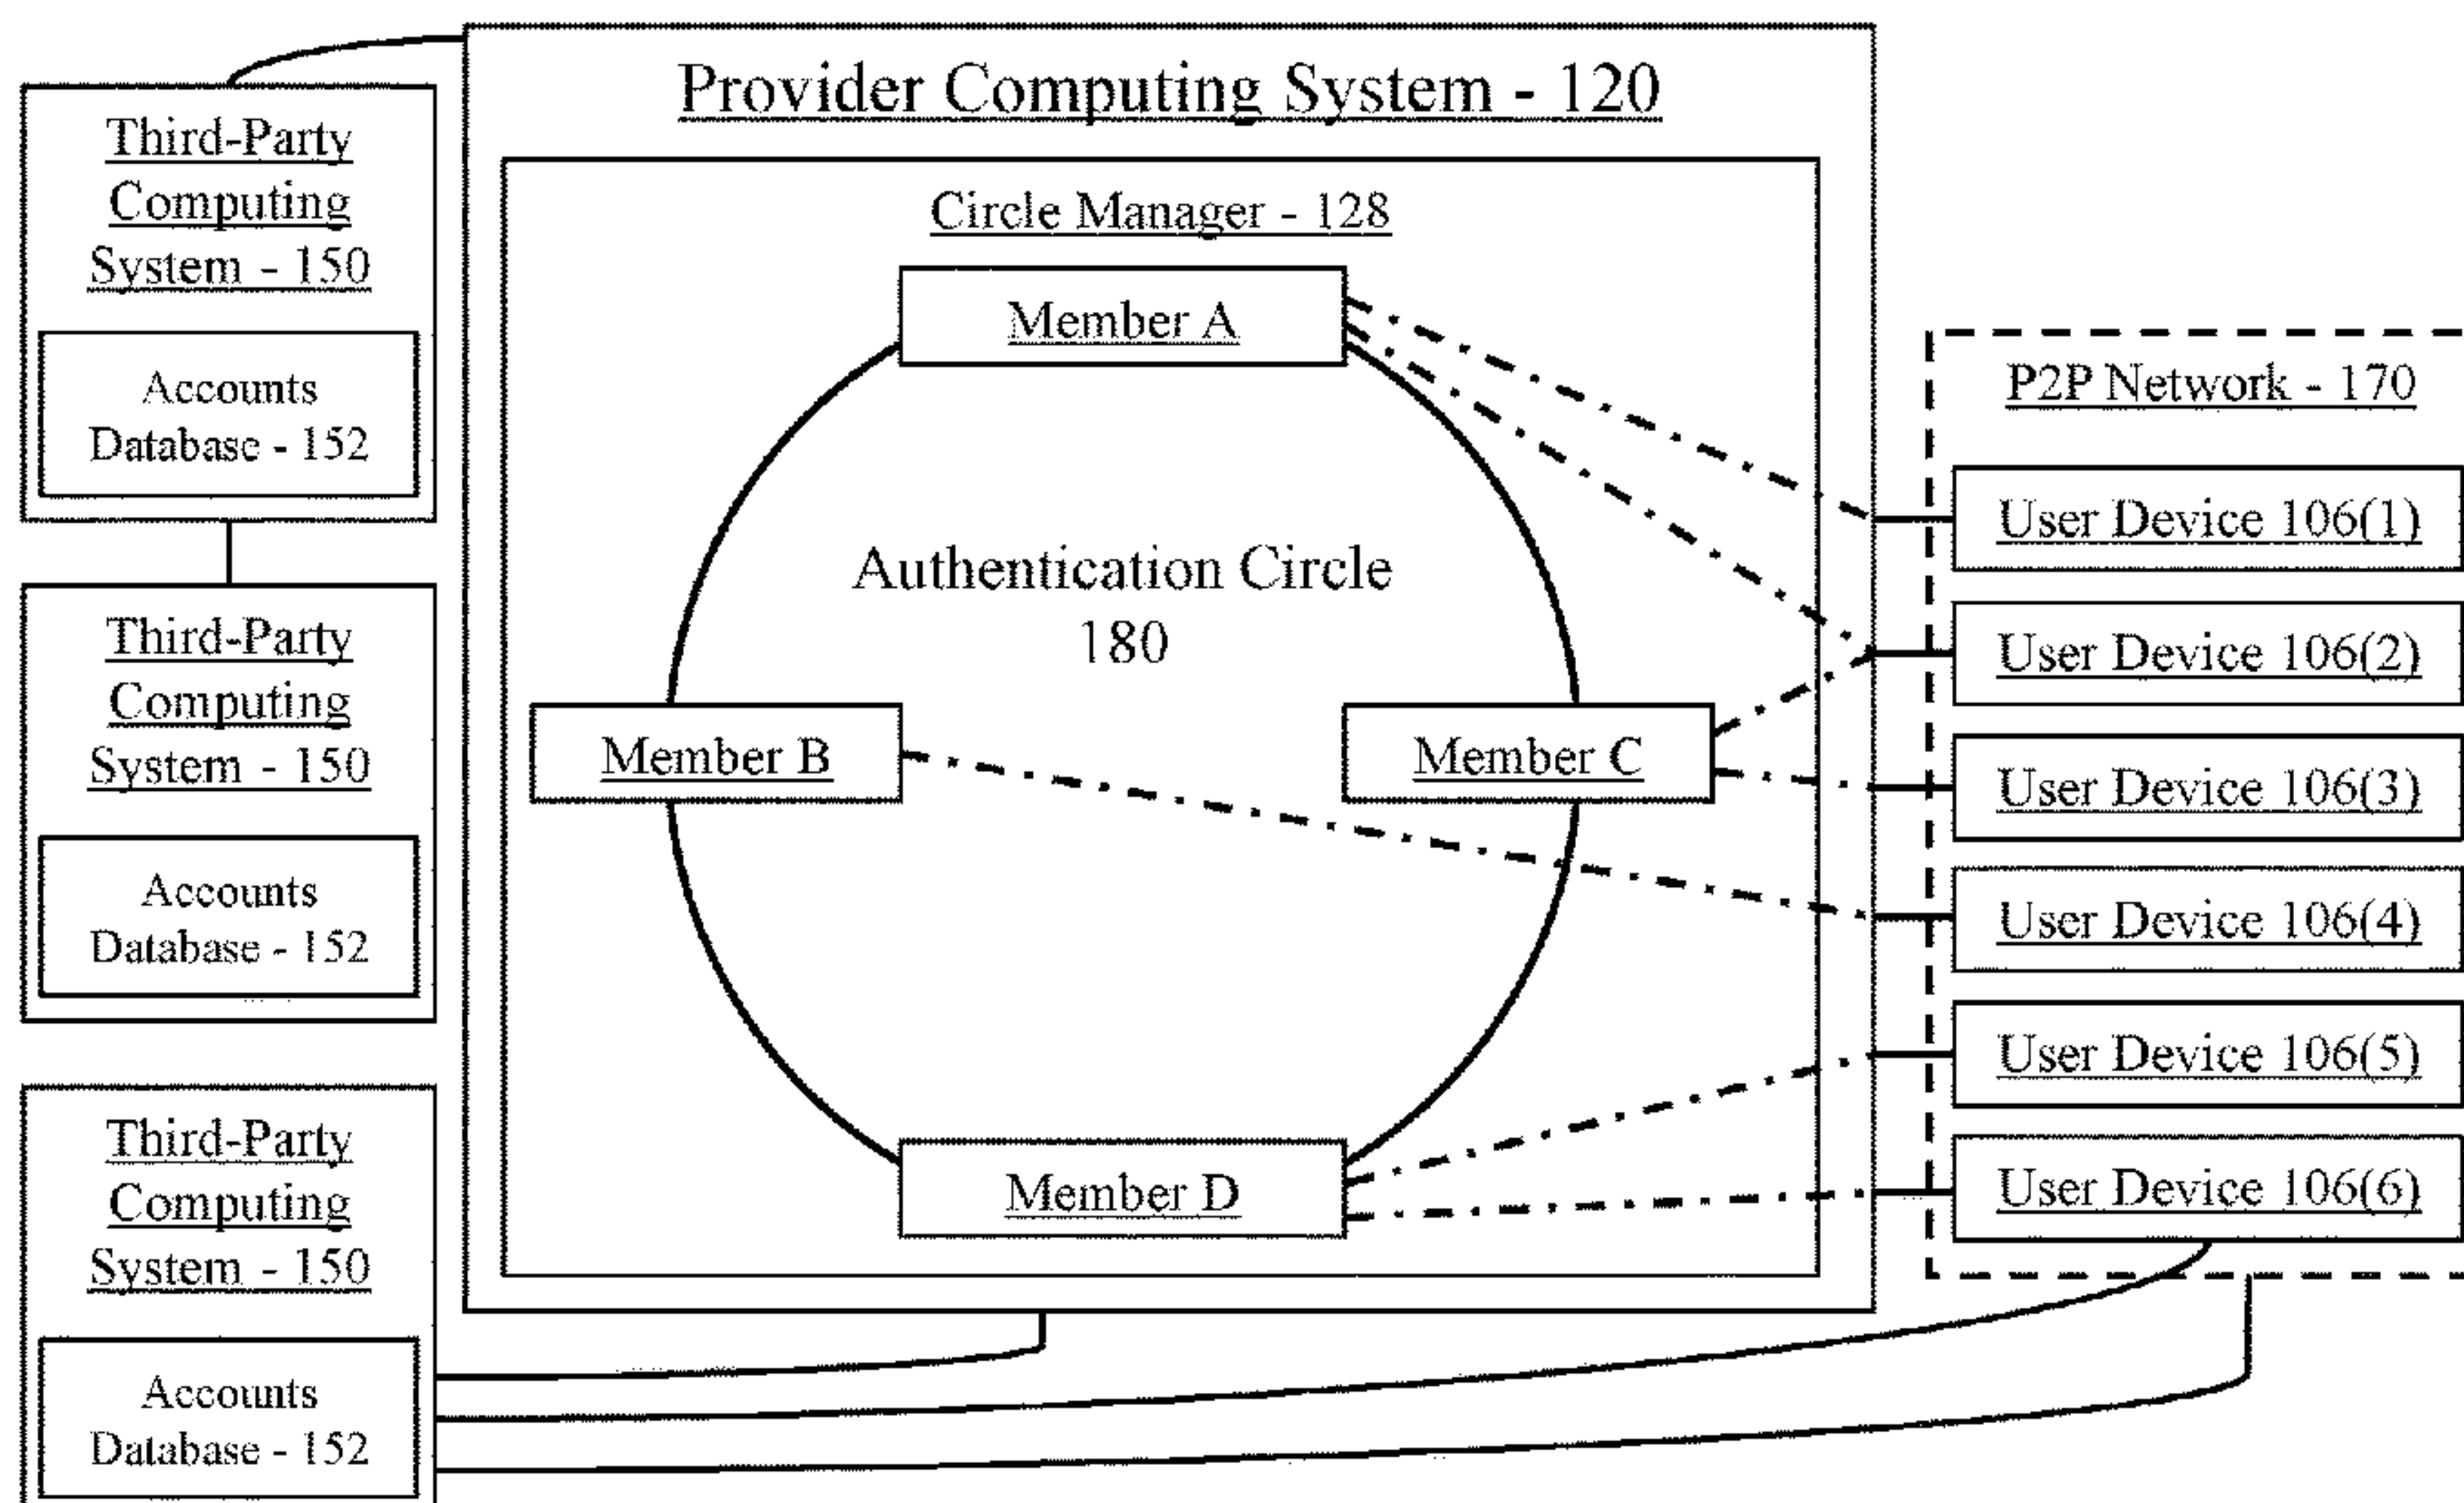 Provider Computing System - 120
Third-Party
Computing
System - 150
Accounts
Database - 152
Third-Party
Computing
System - 150
Accounts
Database - 152
Third-Party
Computing
System - 150
Accounts
Database - 152
Circle Manager - 128
Member A
Authentication Circle
180
Member B
Member C
Member D
P2P Network - 170
User Device 106(1)
User Device 106(2)
User Device 106(3)
User Device 106(4)
User Device 106(5)
User Device 106(6)